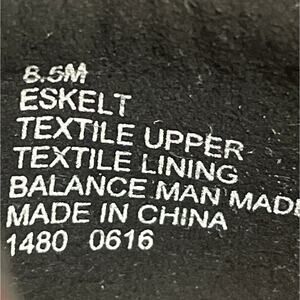 8.5M
ESKELT
TEXTILE UPPER
TEXTILE LINING
BALANCE MAN MADE
MADE IN CHINA
1480 0616